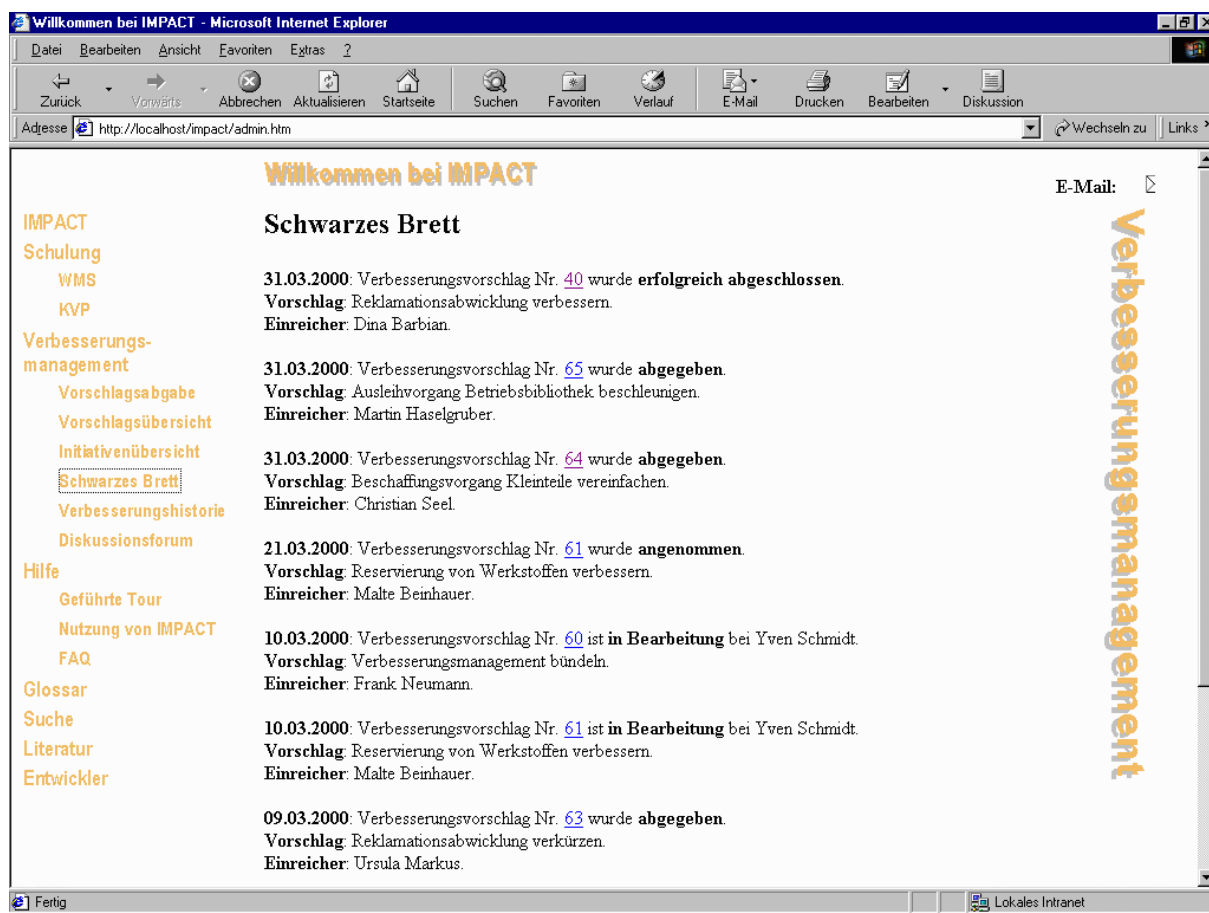 Willkommen bei IMPACT - Microsoft Internet Explorer
Datei Bearbeiten Ansicht Favoriten Extras ?
Zurück Vorwärts Abbrechen Aktualisieren Startseite Suchen Favoriten Verlauf E-Mail Drucken Bearbeiten Diskussion
Adresse http://localhost/impact/admin.htm Wechseln zu Links
Willkommen bei IMPACT
E-Mail:
IMPACT
Schulung
WMS
KVP
Verbesserungs-
management
Vorschlagsabgabe
Vorschlagsübersicht
Initiativenübersicht
Schwarzes Brett
Verbesserungshistorie
Diskussionsforum
Hilfe
Geführte Tour
Nutzung von IMPACT
FAQ
Glossar
Suche
Literatur
Entwickler
Schwarzes Brett
31.03.2000: Verbesserungsvorschlag Nr. 40 wurde erfolgreich abgeschlossen.
Vorschlag: Reklamationsabwicklung verbessern.
Einreicher: Dina Barbian.
31.03.2000: Verbesserungsvorschlag Nr. 65 wurde abgegeben.
Vorschlag: Ausleihvorgang Betriebsbibliothek beschleunigen.
Einreicher: Martin Haselgruber.
31.03.2000: Verbesserungsvorschlag Nr. 64 wurde abgegeben.
Vorschlag: Beschaffungsvorgang Kleinteile vereinfachen.
Einreicher: Christian Seel.
21.03.2000: Verbesserungsvorschlag Nr. 61 wurde angenommen.
Vorschlag: Reservierung von Werkstoffen verbessern.
Einreicher: Malte Beinhauer.
10.03.2000: Verbesserungsvorschlag Nr. 60 ist in Bearbeitung bei Yven Schmidt.
Vorschlag: Verbesserungsmanagement bündeln.
Einreicher: Frank Neumann.
10.03.2000: Verbesserungsvorschlag Nr. 61 ist in Bearbeitung bei Yven Schmidt.
Vorschlag: Reservierung von Werkstoffen verbessern.
Einreicher: Malte Beinhauer.
09.03.2000: Verbesserungsvorschlag Nr. 63 wurde abgegeben.
Vorschlag: Reklamationsabwicklung verkürzen.
Einreicher: Ursula Markus.
Verbesserungsmanagement
Fertig Lokales Intranet